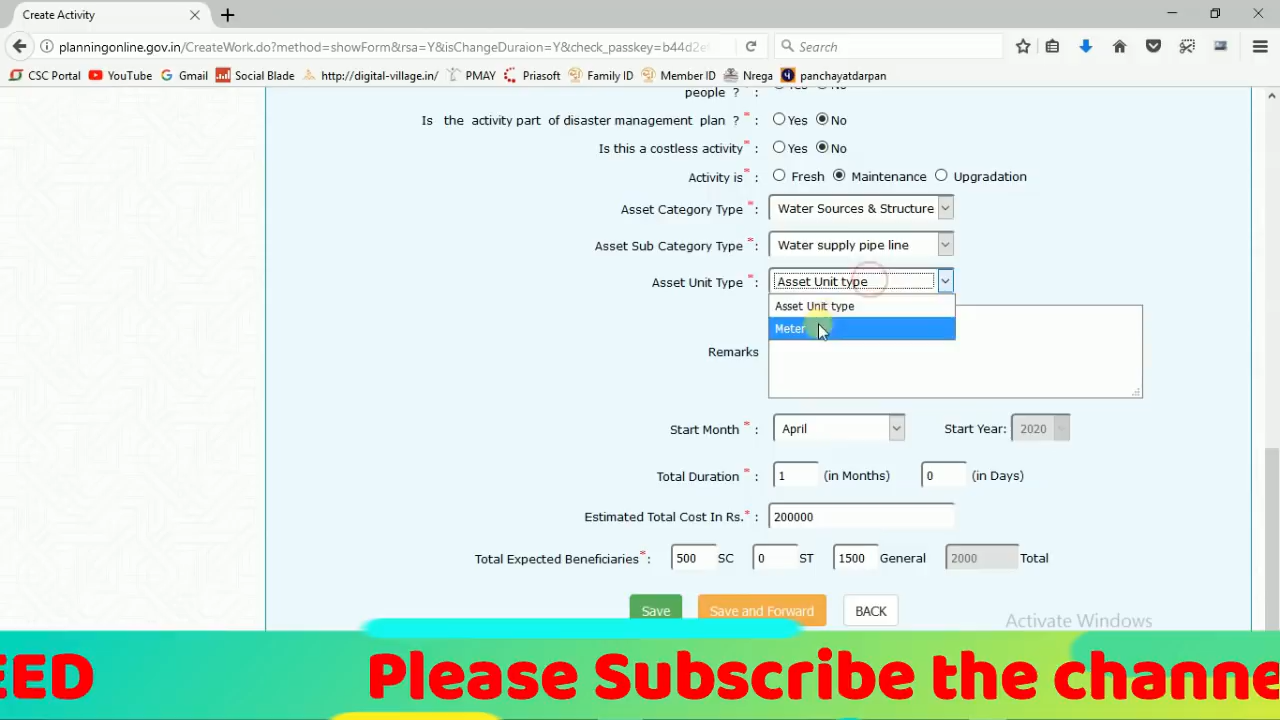 Create Activity
planningonline.gov.in/CreateWork.do?method=showForm&rsa=Y&isChangeDuraion=Y&check_passkey=b44d2e
Search
CSC Portal YouTube Gmail Social Blade http://digital-village.in/ PMAY Priasoft Family ID Member ID Nrega panchayatdarpan
people ? * : Yes No
Is the activity part of disaster management plan ? * : Yes No
Is this a costless activity * : Yes No
Activity is * : Fresh Maintenance Upgradation
Asset Category Type * : Water Sources & Structure
Asset Sub Category Type * : Water supply pipe line
Asset Unit Type * : Asset Unit type
Asset Unit type
Meter
Remarks
Start Month * : April Start Year: 2020
Total Duration * : 1 (in Months) 0 (in Days)
Estimated Total Cost In Rs.* : 200000
Total Expected Beneficiaries * : 500 SC 0 ST 1500 General 2000 Total
Save Save and Forward BACK
Activate Windows
EED Please Subscribe the channe